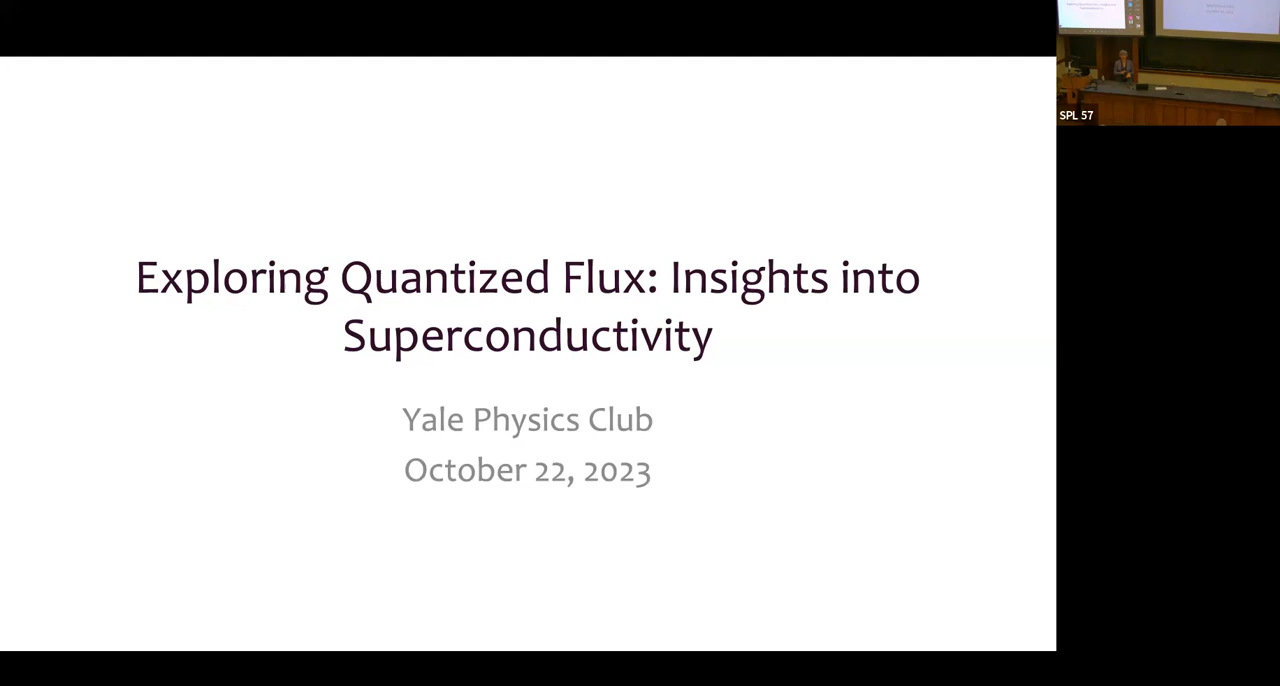 Exploring Quantized Flux: Insights into
Superconductivity
Yale Physics Club
October 22, 2023
SPL 57